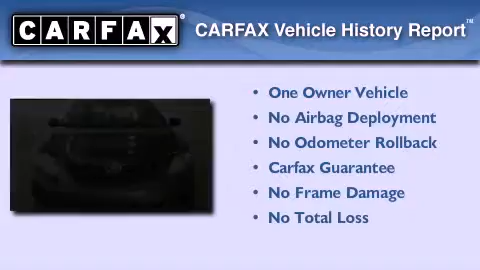 CARFAX® CARFAX Vehicle History Report™
• One Owner Vehicle
• No Airbag Deployment
• No Odometer Rollback
• Carfax Guarantee
• No Frame Damage
• No Total Loss